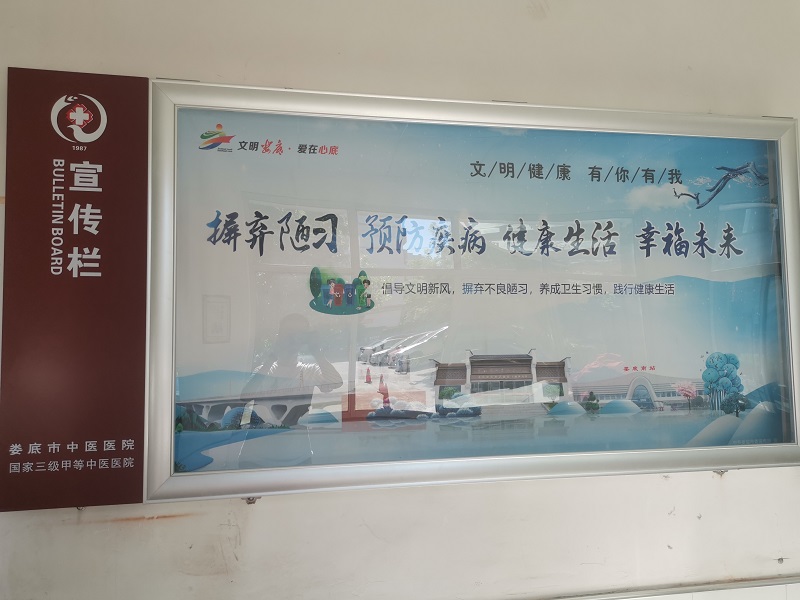 1987
宣传栏
BULLETIN BOARD
娄底市中医医院
国家三级甲等中医医院
文明娄底·爱在心底
文/明/健/康 有/你/有/我
摒弃陋习 预防疾病 健康生活 幸福未来
倡导文明新风，摒弃不良陋习，养成卫生习惯，践行健康生活
娄底南站